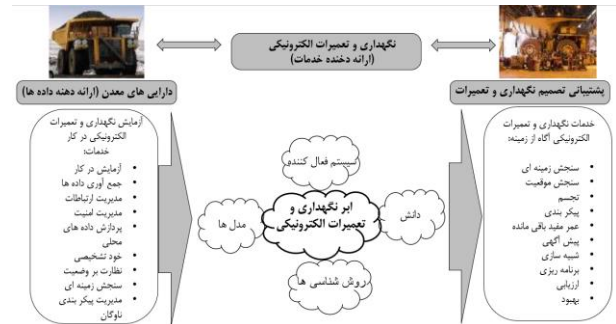 نگهداری و تعمیرات الکترونیکی
(ارائه دخنده خدمات)
پشتیبانی تصمیم نگهداری و تعمیرات
دارایی های معدن (ارائه دهنه داده ها)
خدمات نگهداری و تعمیرات
الکترونیکی آگاه از زمینه:
سنجش زمینه ای
سنجش موقعیت
تجسم
پیکر بندی
عمر مفید باقی مانده
پیش آگهی
شبیه سازی
برنامه ریزی
ارزیابی
بهبود
سیستم فعال کننده
دانش
ابر نگهداری و
تعمیرات الکترونیکی
مدل ها
روش شناسی ها
آزمایش نگهداری و تعمیرات
الکترونیکی در کار
خدمات:
آزمایش در کار
جمع آوری داده ها
مدیریت ارتباطات
مدیریت امنیت
پردازش داده های
محلی
خود تشخیصی
نظارت بر وضعیت
سنجش زمینه ای
مدیریت پیکر بندی
ناوگان